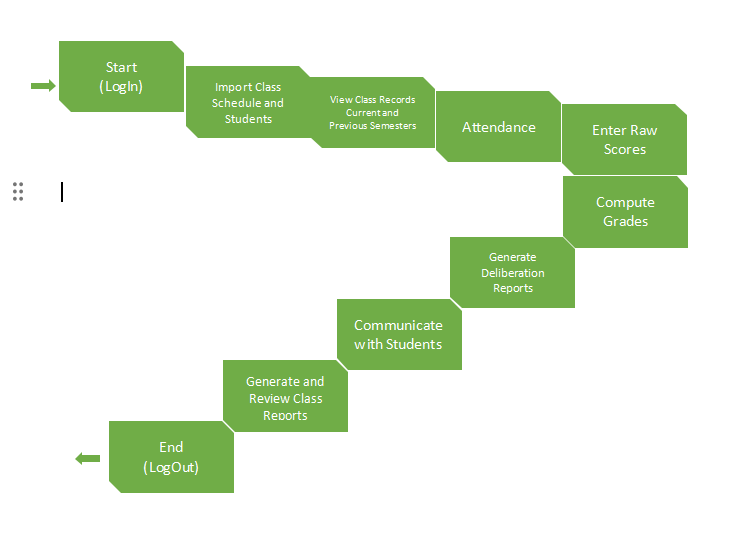 Start
(LogIn)
Import Class
Schedule and
Students
View Class Records
Current and
Previous Semesters
Attendance
Enter Raw
Scores
Compute
Grades
Generate
Deliberation
Reports
Communicate
with Students
Generate and
Review Class
Reports
End
(LogOut)